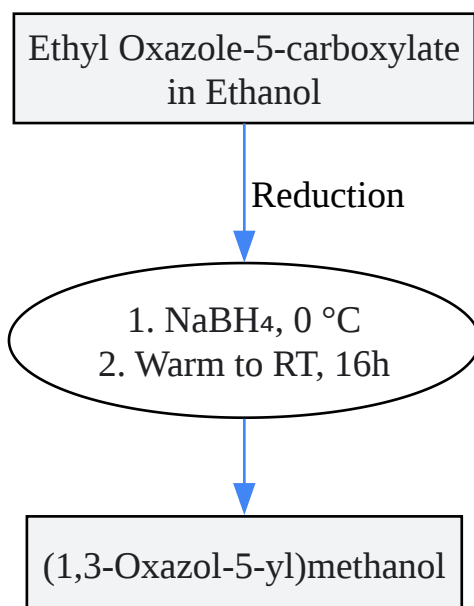 Ethyl Oxazole-5-carboxylate
in Ethanol
Reduction
1. NaBH₄, 0 °C
2. Warm to RT, 16h
(1,3-Oxazol-5-yl)methanol